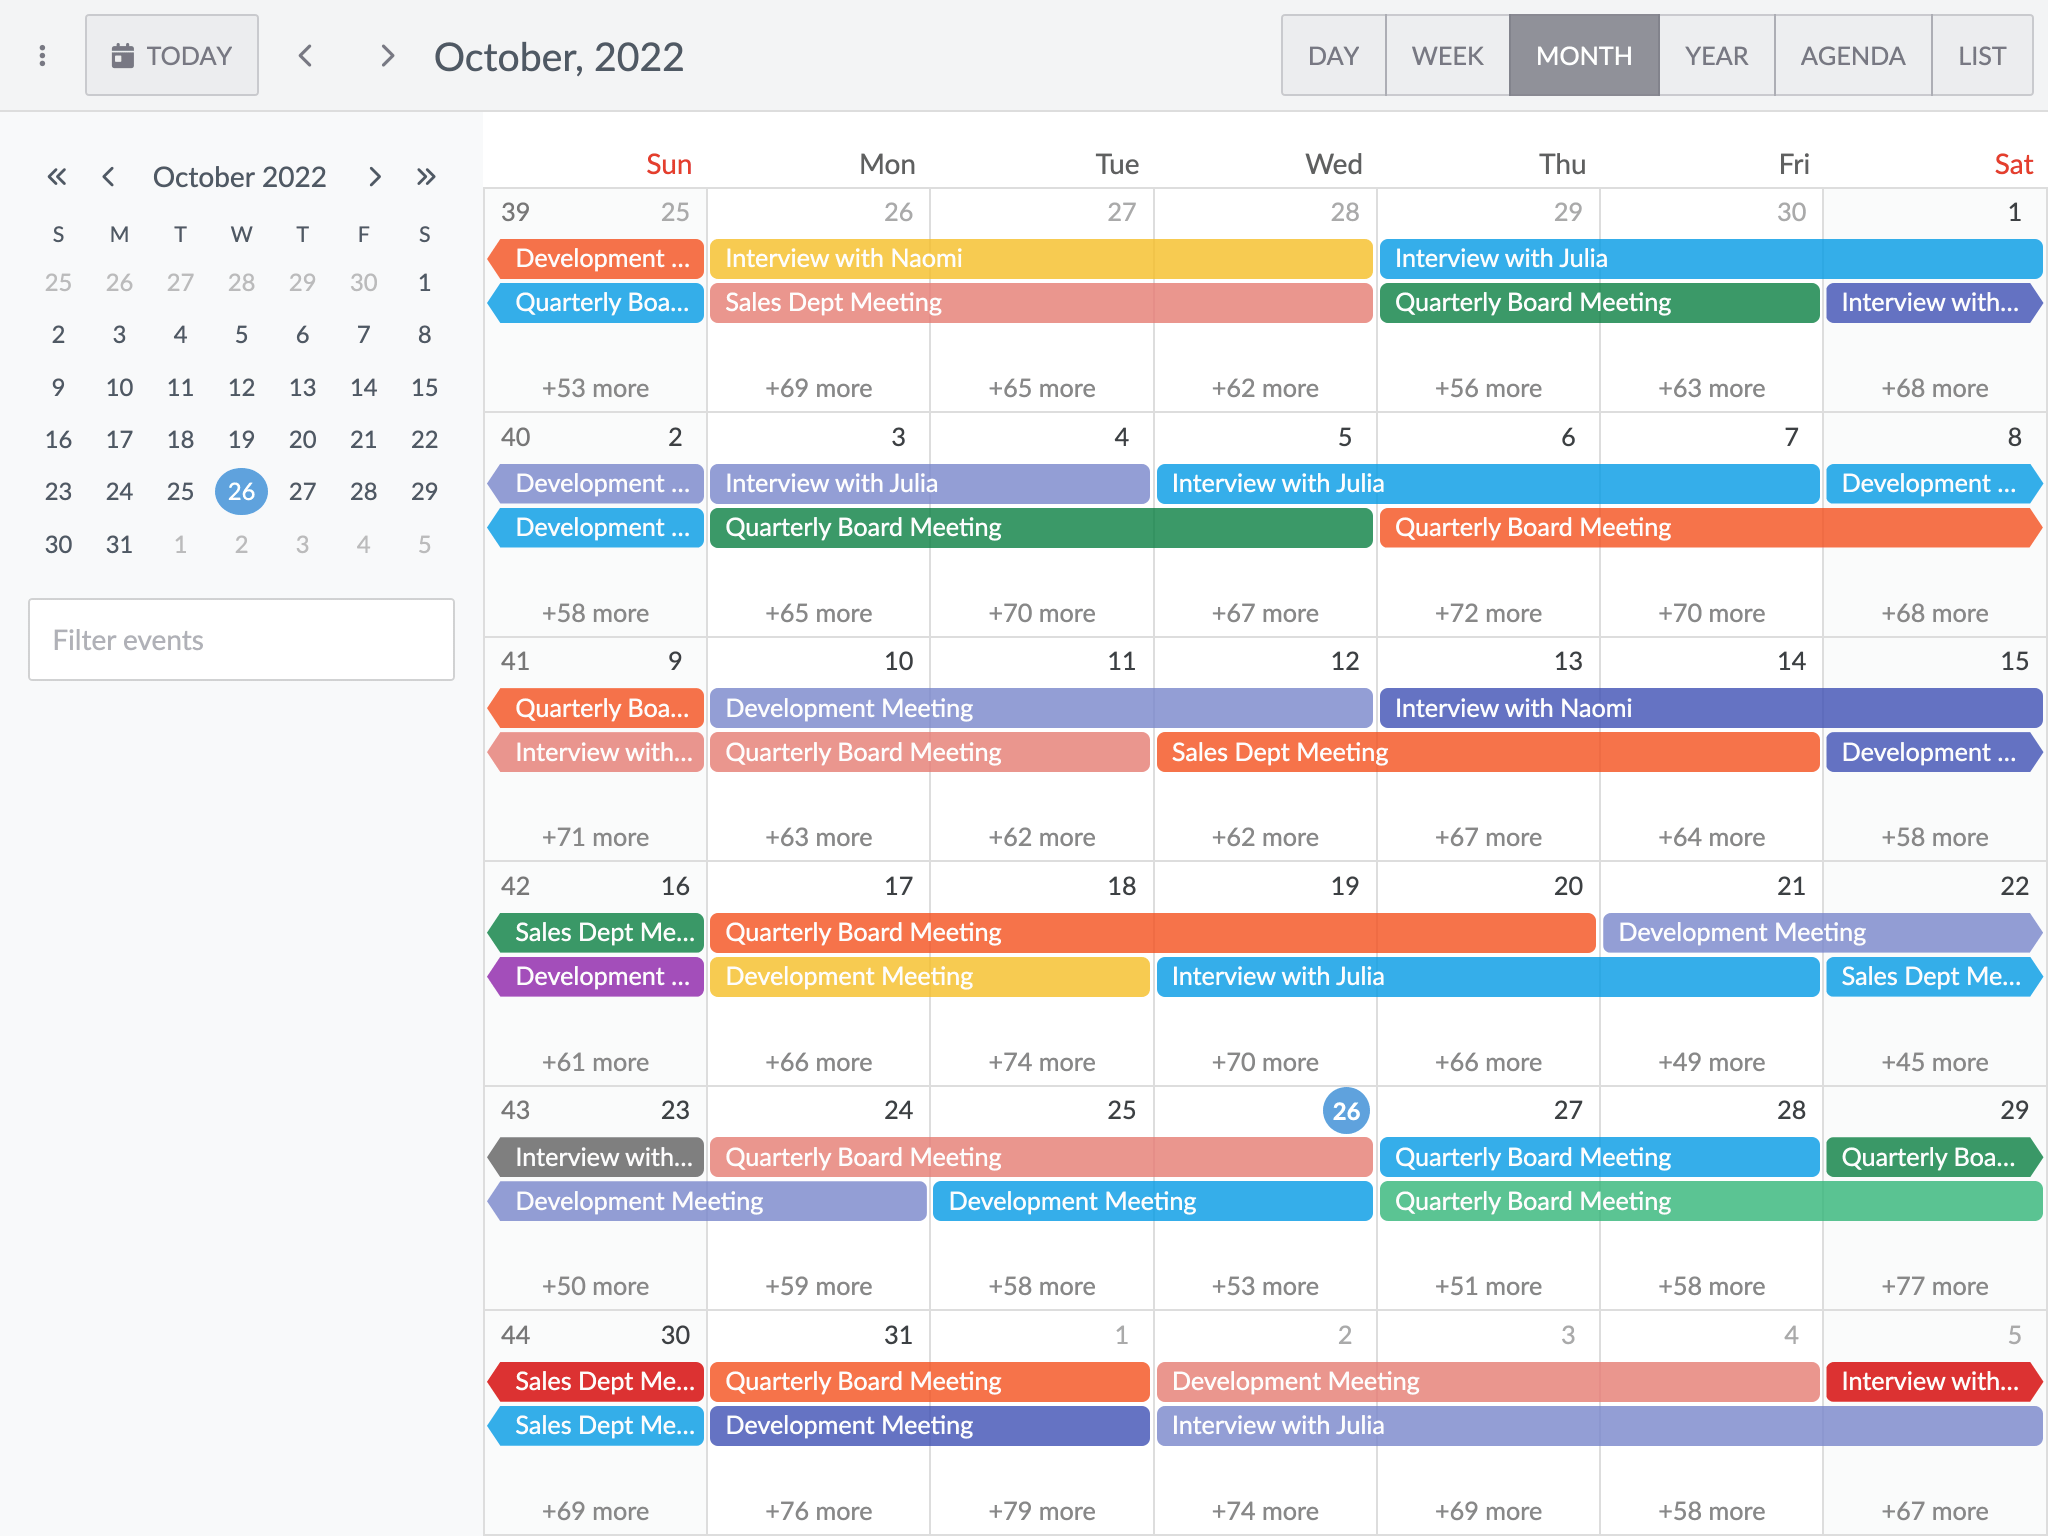 TODAY
October, 2022
DAY WEEK MONTH YEAR AGENDA LIST
October 2022
S M T W T F S
25 26 27 28 29 30 1
2 3 4 5 6 7 8
9 10 11 12 13 14 15
16 17 18 19 20 21 22
23 24 25 26 27 28 29
30 31 1 2 3 4 5
Filter events
Sun Mon Tue Wed Thu Fri Sat
39 25 26 27 28 29 30 1
Development ... Interview with Naomi Interview with Julia
Quarterly Boa... Sales Dept Meeting Quarterly Board Meeting Interview with...
+53 more +69 more +65 more +62 more +56 more +63 more +68 more
40 2 3 4 5 6 7 8
Development ... Interview with Julia Interview with Julia Development ...
Development ... Quarterly Board Meeting Quarterly Board Meeting
+58 more +65 more +70 more +67 more +72 more +70 more +68 more
41 9 10 11 12 13 14 15
Quarterly Boa... Development Meeting Interview with Naomi
Interview with... Quarterly Board Meeting Sales Dept Meeting Development ...
+71 more +63 more +62 more +62 more +67 more +64 more +58 more
42 16 17 18 19 20 21 22
Sales Dept Me... Quarterly Board Meeting Development Meeting
Development ... Development Meeting Interview with Julia Sales Dept Me...
+61 more +66 more +74 more +70 more +66 more +49 more +45 more
43 23 24 25 26 27 28 29
Interview with... Quarterly Board Meeting Quarterly Board Meeting Quarterly Boa...
Development Meeting Development Meeting Quarterly Board Meeting
+50 more +59 more +58 more +53 more +51 more +58 more +77 more
44 30 31 1 2 3 4 5
Sales Dept Me... Quarterly Board Meeting Development Meeting Interview with...
Sales Dept Me... Development Meeting Interview with Julia
+69 more +76 more +79 more +74 more +69 more +58 more +67 more